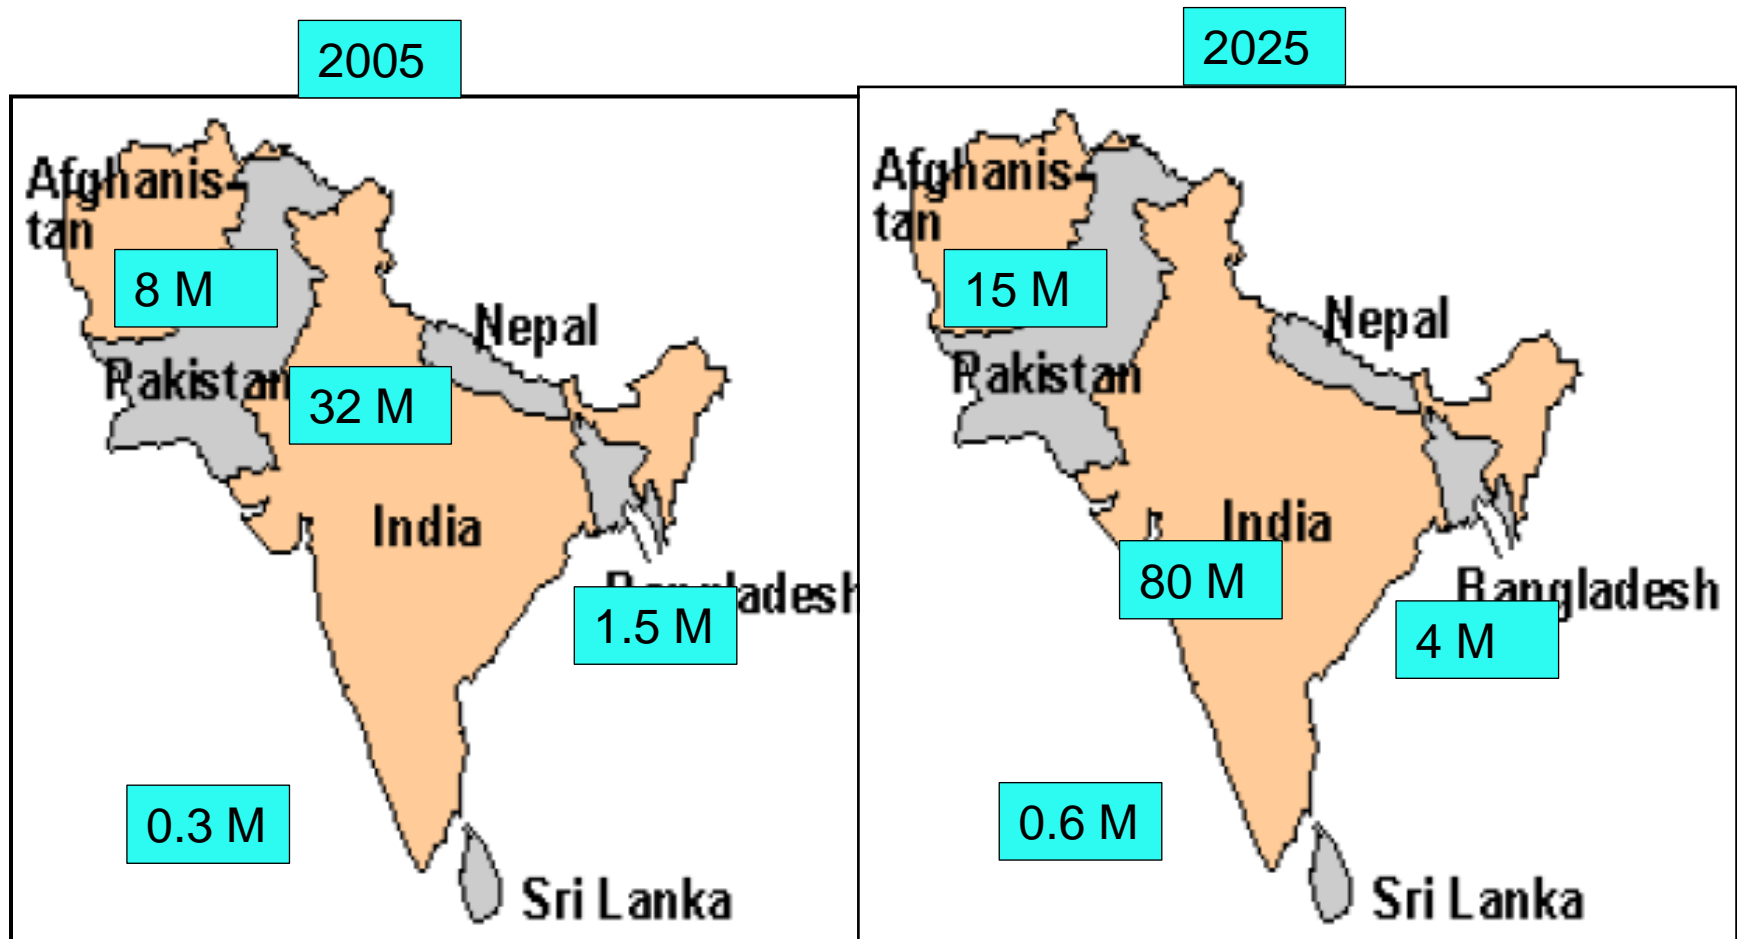 2005
Afghanis-
tan
8 M
Nepal
Pakistan
32 M
India
Bangladesh
1.5 M
0.3 M
Sri Lanka
2025
Afghanis-
tan
15 M
Nepal
Pakistan
India
80 M
Bangladesh
4 M
0.6 M
Sri Lanka